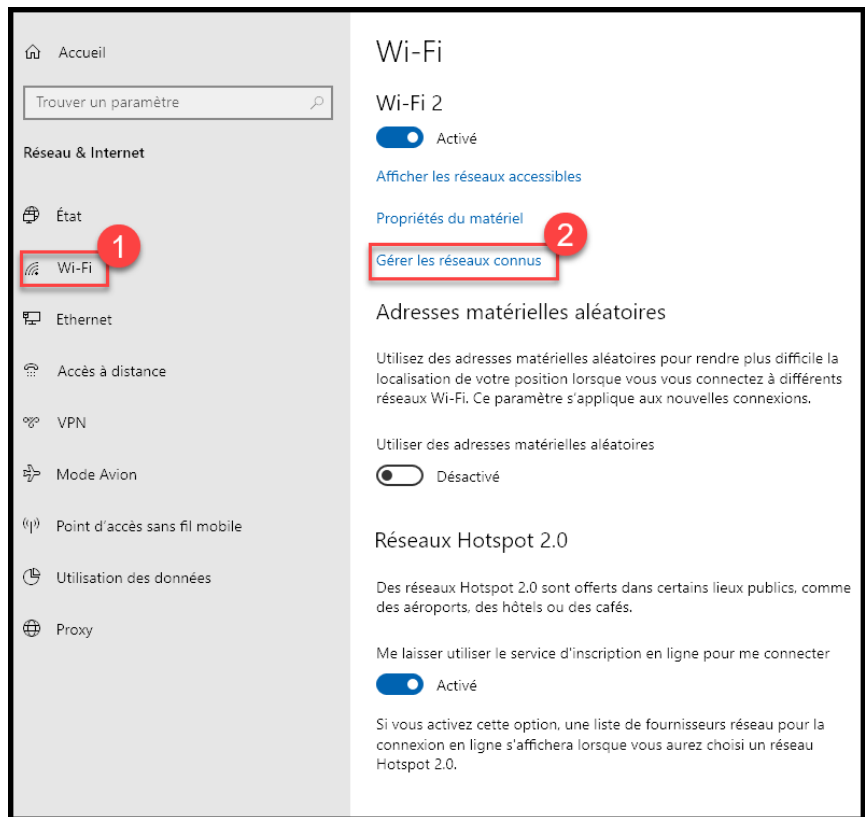 Accueil
Trouver un paramètre
Réseau & Internet
État
1
Wi-Fi
Ethernet
Accès à distance
VPN
Mode Avion
Point d'accès sans fil mobile
Utilisation des données
Proxy
Wi-Fi
Wi-Fi 2
Activé
Afficher les réseaux accessibles
Propriétés du matériel
2
Gérer les réseaux connus
Adresses matérielles aléatoires
Utilisez des adresses matérielles aléatoires pour rendre plus difficile la
localisation de votre position lorsque vous vous connectez à différents
réseaux Wi-Fi. Ce paramètre s'applique aux nouvelles connexions.
Utiliser des adresses matérielles aléatoires
Désactivé
Réseaux Hotspot 2.0
Des réseaux Hotspot 2.0 sont offerts dans certains lieux publics, comme
des aéroports, des hôtels ou des cafés.
Me laisser utiliser le service d'inscription en ligne pour me connecter
Activé
Si vous activez cette option, une liste de fournisseurs réseau pour la
connexion en ligne s'affichera lorsque vous aurez choisi un réseau
Hotspot 2.0.